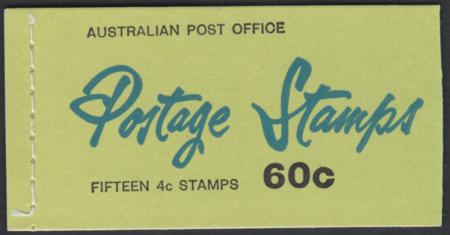 AUSTRALIAN POST OFFICE
Postage Stamps
FIFTEEN 4c STAMPS 60c